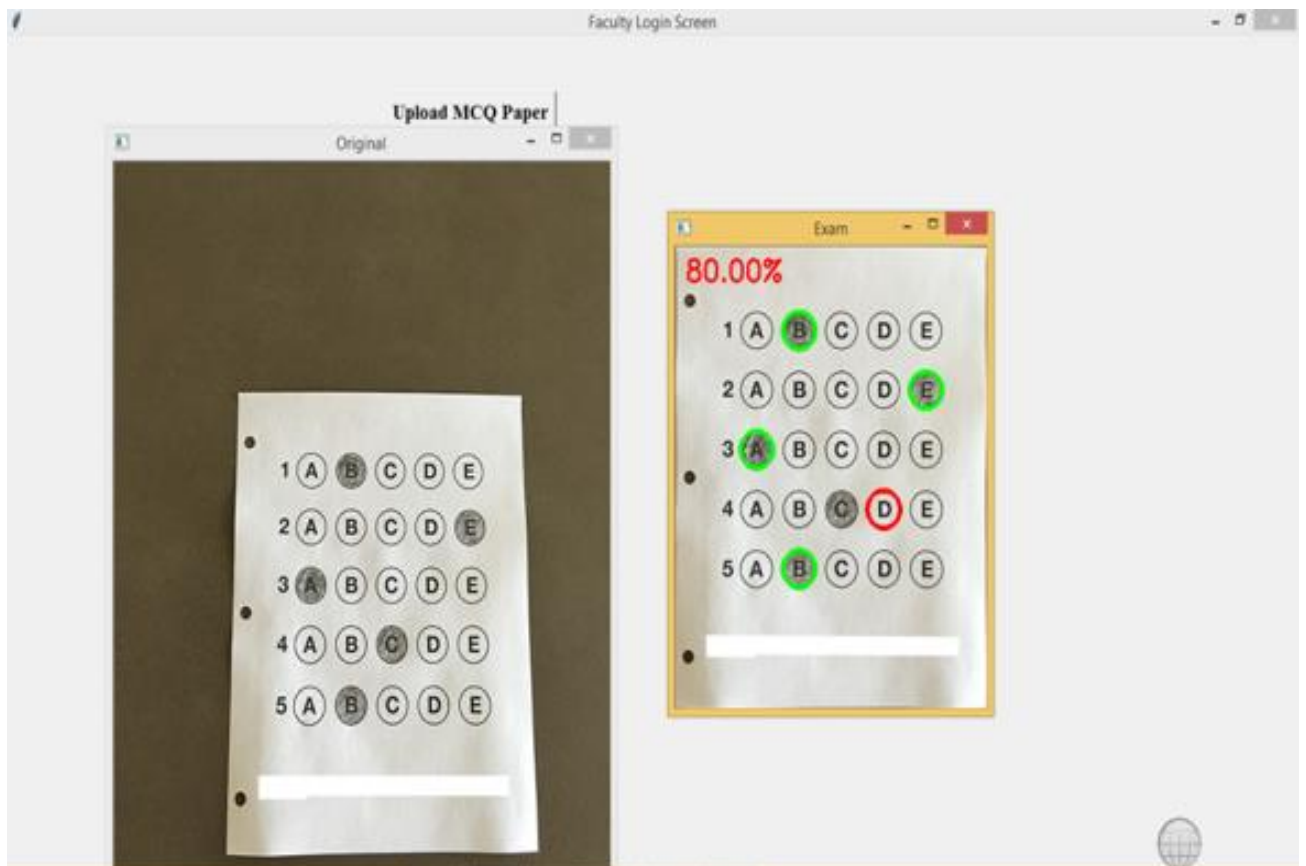 Faculty Login Screen
Upload MCQ Paper
Original
1 A B C D E
2 A B C D E
3 A B C D E
4 A B C D E
5 A B C D E
Exam
80.00%
1 A B C D E
2 A B C D E
3 A B C D E
4 A B C D E
5 A B C D E